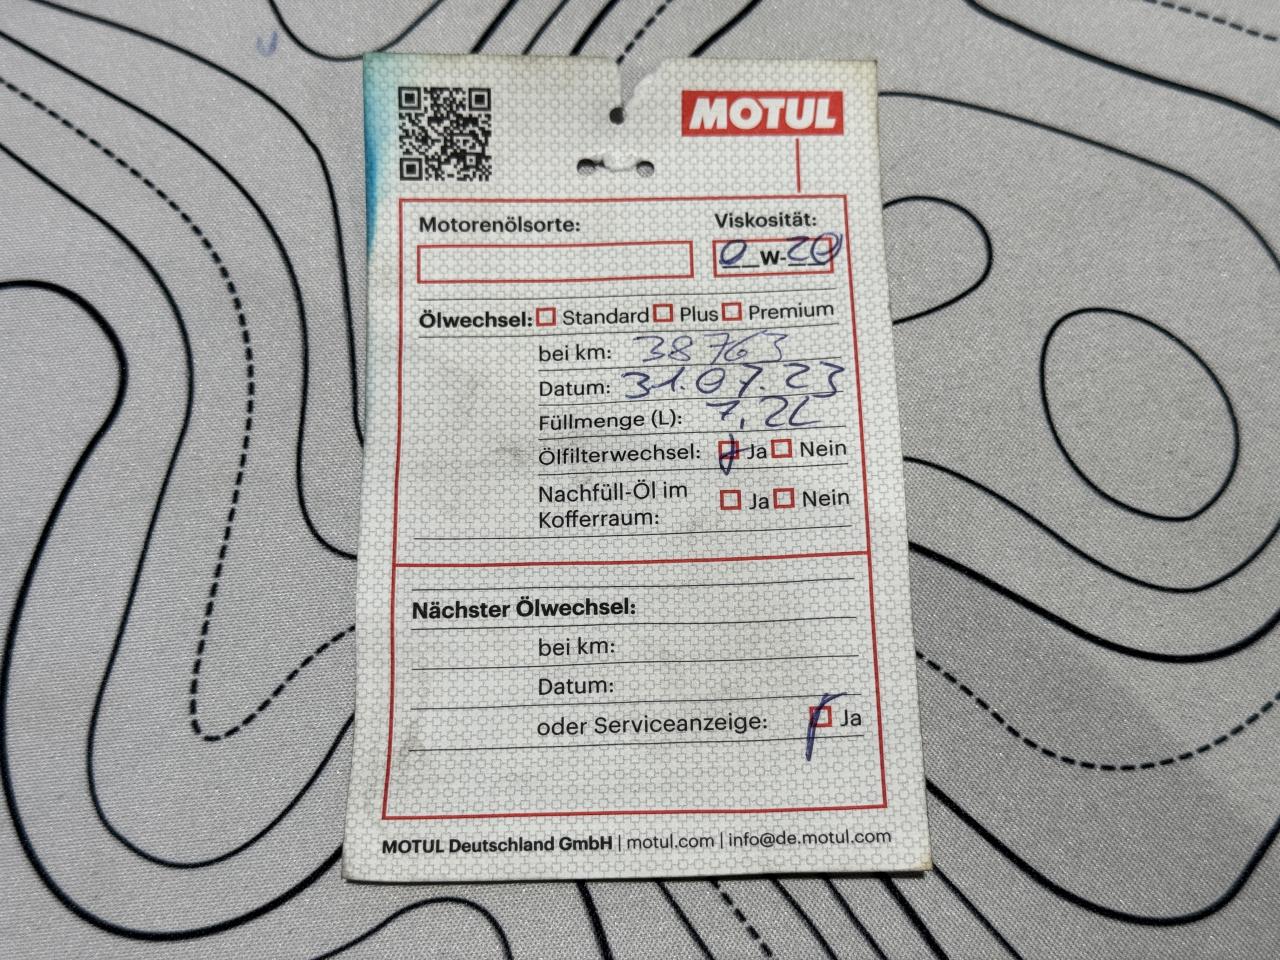 MOTUL
Motorenölsorte:
Viskosität:
0 W-20
Ölwechsel: Standard Plus Premium
bei km: 38763
Datum: 31.07.23
Füllmenge (L): 7,2L
Ölfilterwechsel: Ja Nein
Nachfüll-Öl im
Kofferraum: Ja Nein
Nächster Ölwechsel:
bei km:
Datum:
oder Serviceanzeige: Ja
MOTUL Deutschland GmbH | motul.com | info@de.motul.com